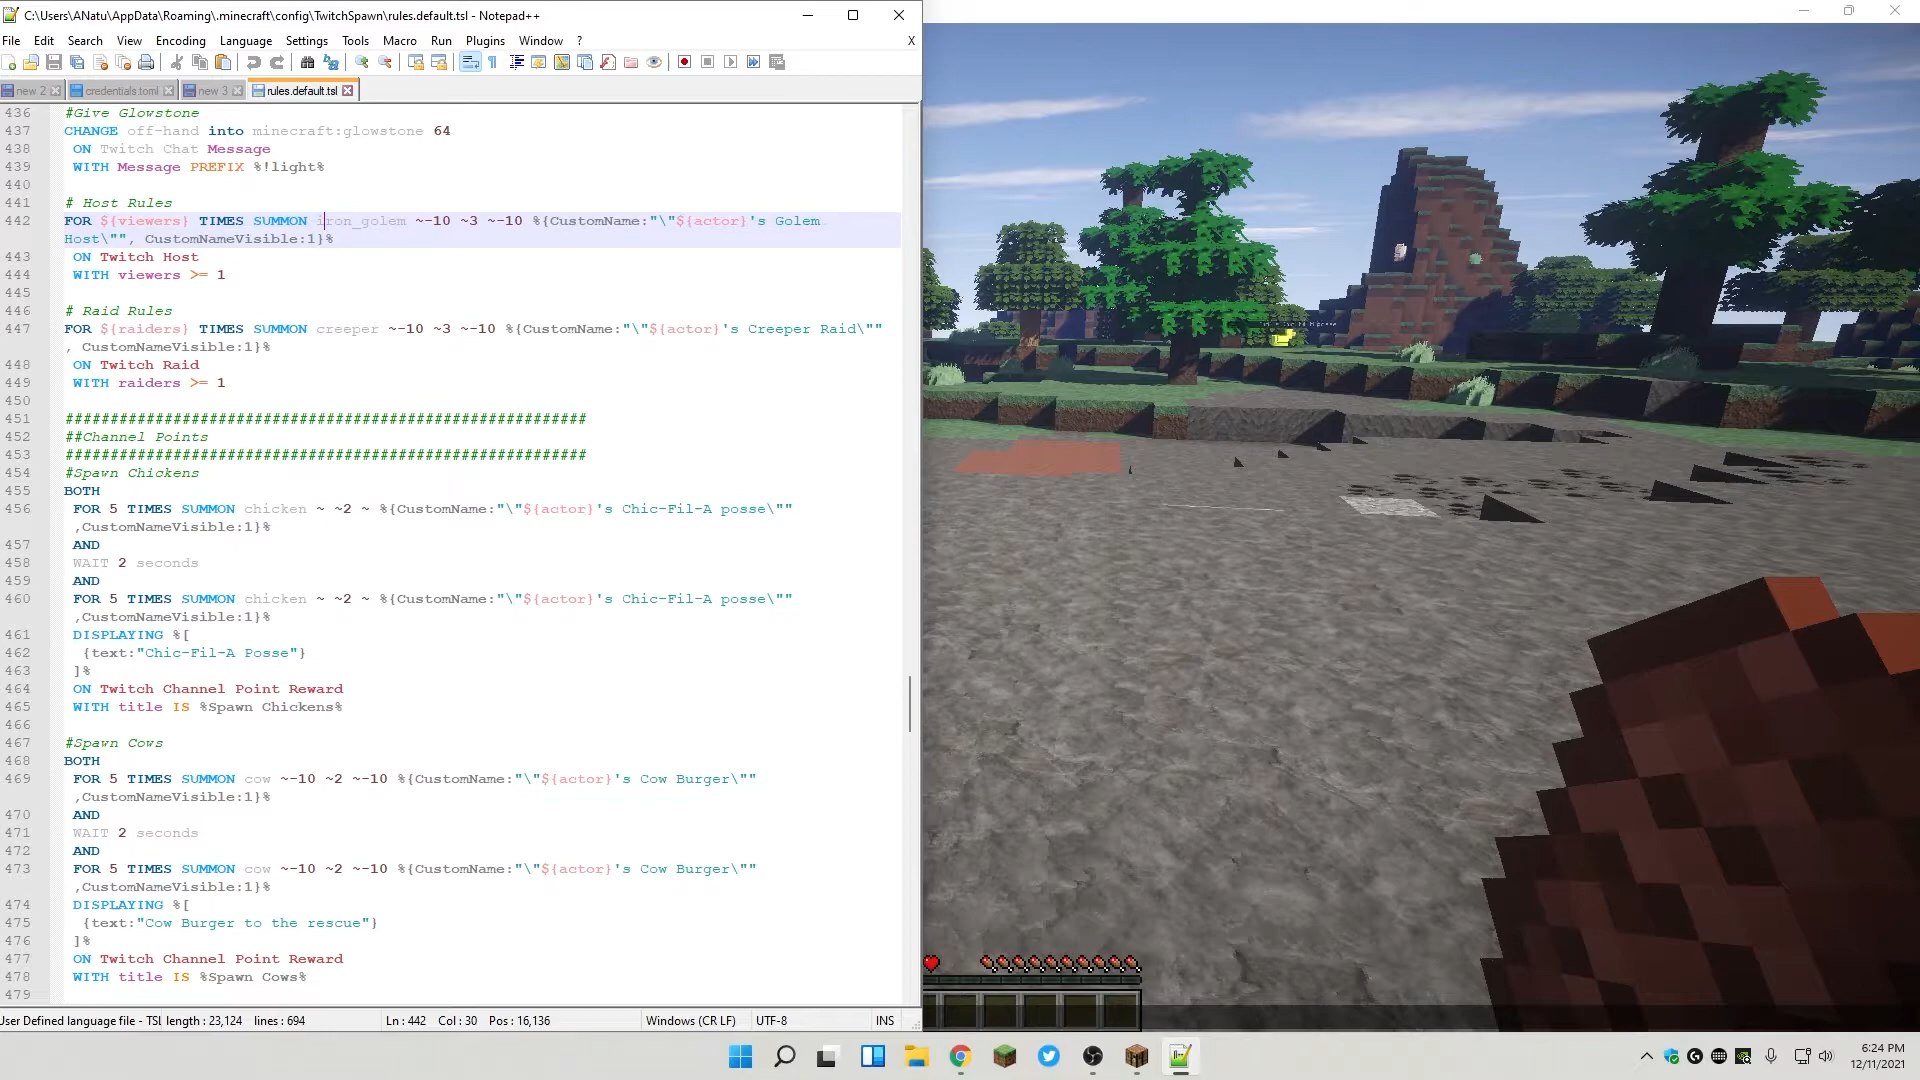 C:\Users\ANatu\AppData\Roaming\.minecraft\config\TwitchSpawn\rules.default.tsl - Notepad++
File Edit Search View Encoding Language Settings Tools Macro Run Plugins Window ? X
new 2 credentials.toml new 3 rules.default.tsl
436 #Give Glowstone
437 CHANGE off-hand into minecraft:glowstone 64
438 ON Twitch Chat Message
439 WITH Message PREFIX %!light%
440
441 # Host Rules
442 FOR ${viewers} TIMES SUMMON iron_golem ~-10 ~3 ~-10 %{CustomName:"\"${actor}'s Golem
Host\"", CustomNameVisible:1}%
443 ON Twitch Host
444 WITH viewers >= 1
445
446 # Raid Rules
447 FOR ${raiders} TIMES SUMMON creeper ~-10 ~3 ~-10 %{CustomName:"\"${actor}'s Creeper Raid\""
, CustomNameVisible:1}%
448 ON Twitch Raid
449 WITH raiders >= 1
450
451 ##########################################################
452 ##Channel Points
453 ##########################################################
454 #Spawn Chickens
455 BOTH
456 FOR 5 TIMES SUMMON chicken ~ ~2 ~ %{CustomName:"\"${actor}'s Chic-Fil-A posse\""
,CustomNameVisible:1}%
457 AND
458 WAIT 2 seconds
459 AND
460 FOR 5 TIMES SUMMON chicken ~ ~2 ~ %{CustomName:"\"${actor}'s Chic-Fil-A posse\""
,CustomNameVisible:1}%
461 DISPLAYING %[
462 {text:"Chic-Fil-A Posse"}
463 ]%
464 ON Twitch Channel Point Reward
465 WITH title IS %Spawn Chickens%
466
467 #Spawn Cows
468 BOTH
469 FOR 5 TIMES SUMMON cow ~-10 ~2 ~-10 %{CustomName:"\"${actor}'s Cow Burger\""
,CustomNameVisible:1}%
470 AND
471 WAIT 2 seconds
472 AND
473 FOR 5 TIMES SUMMON cow ~-10 ~2 ~-10 %{CustomName:"\"${actor}'s Cow Burger\""
,CustomNameVisible:1}%
474 DISPLAYING %[
475 {text:"Cow Burger to the rescue"}
476 ]%
477 ON Twitch Channel Point Reward
478 WITH title IS %Spawn Cows%
479
User Defined language file - TSL length : 23,124 lines : 694 Ln : 442 Col : 30 Pos : 16,136 Windows (CR LF) UTF-8 INS
6:24 PM
12/11/2021